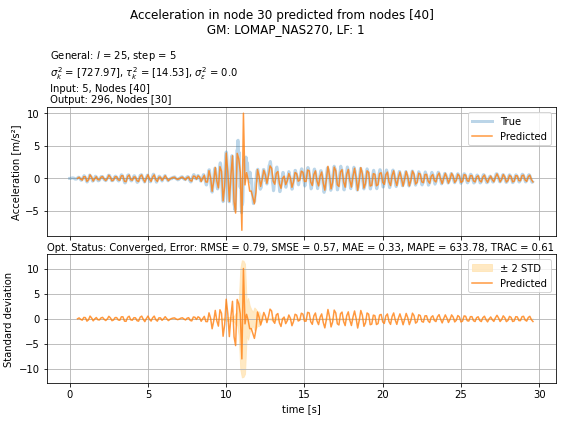 Acceleration in node 30 predicted from nodes [40]
GM: LOMAP_NAS270, LF: 1
General: l = 25, step = 5
σ²ₖ = [727.97], τ²ₖ = [14.53], σ²ₑ = 0.0
Input: 5, Nodes [40]
Output: 296, Nodes [30]
Acceleration [m/s²]
10
5
0
−5
True
Predicted
Opt. Status: Converged, Error: RMSE = 0.79, SMSE = 0.57, MAE = 0.33, MAPE = 633.78, TRAC = 0.61
Standard deviation
10
5
0
−5
−10
± 2 STD
Predicted
0 5 10 15 20 25 30
time [s]